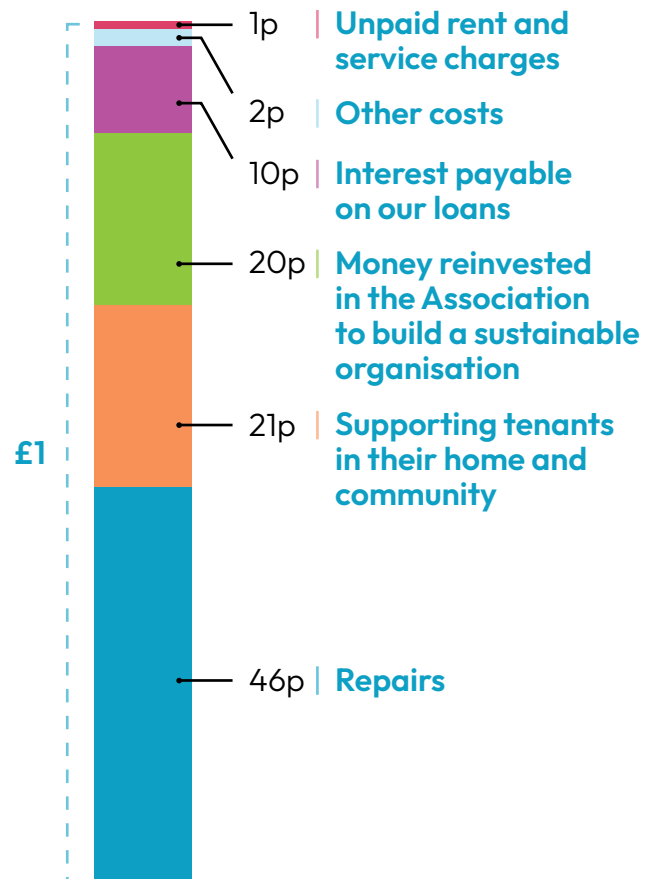 1p
Unpaid rent and
service charges
2p
Other costs
10p
Interest payable
on our loans
20p
Money reinvested
in the Association
to build a sustainable
organisation
£1
21p
Supporting tenants
in their home and
community
46p
Repairs